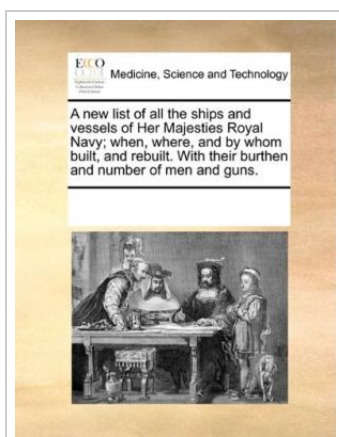 ECCO
Medicine, Science and Technology
A new list of all the ships and
vessels of Her Majesties Royal
Navy; when, where, and by whom
built, and rebuilt. With their burthen
and number of men and guns.